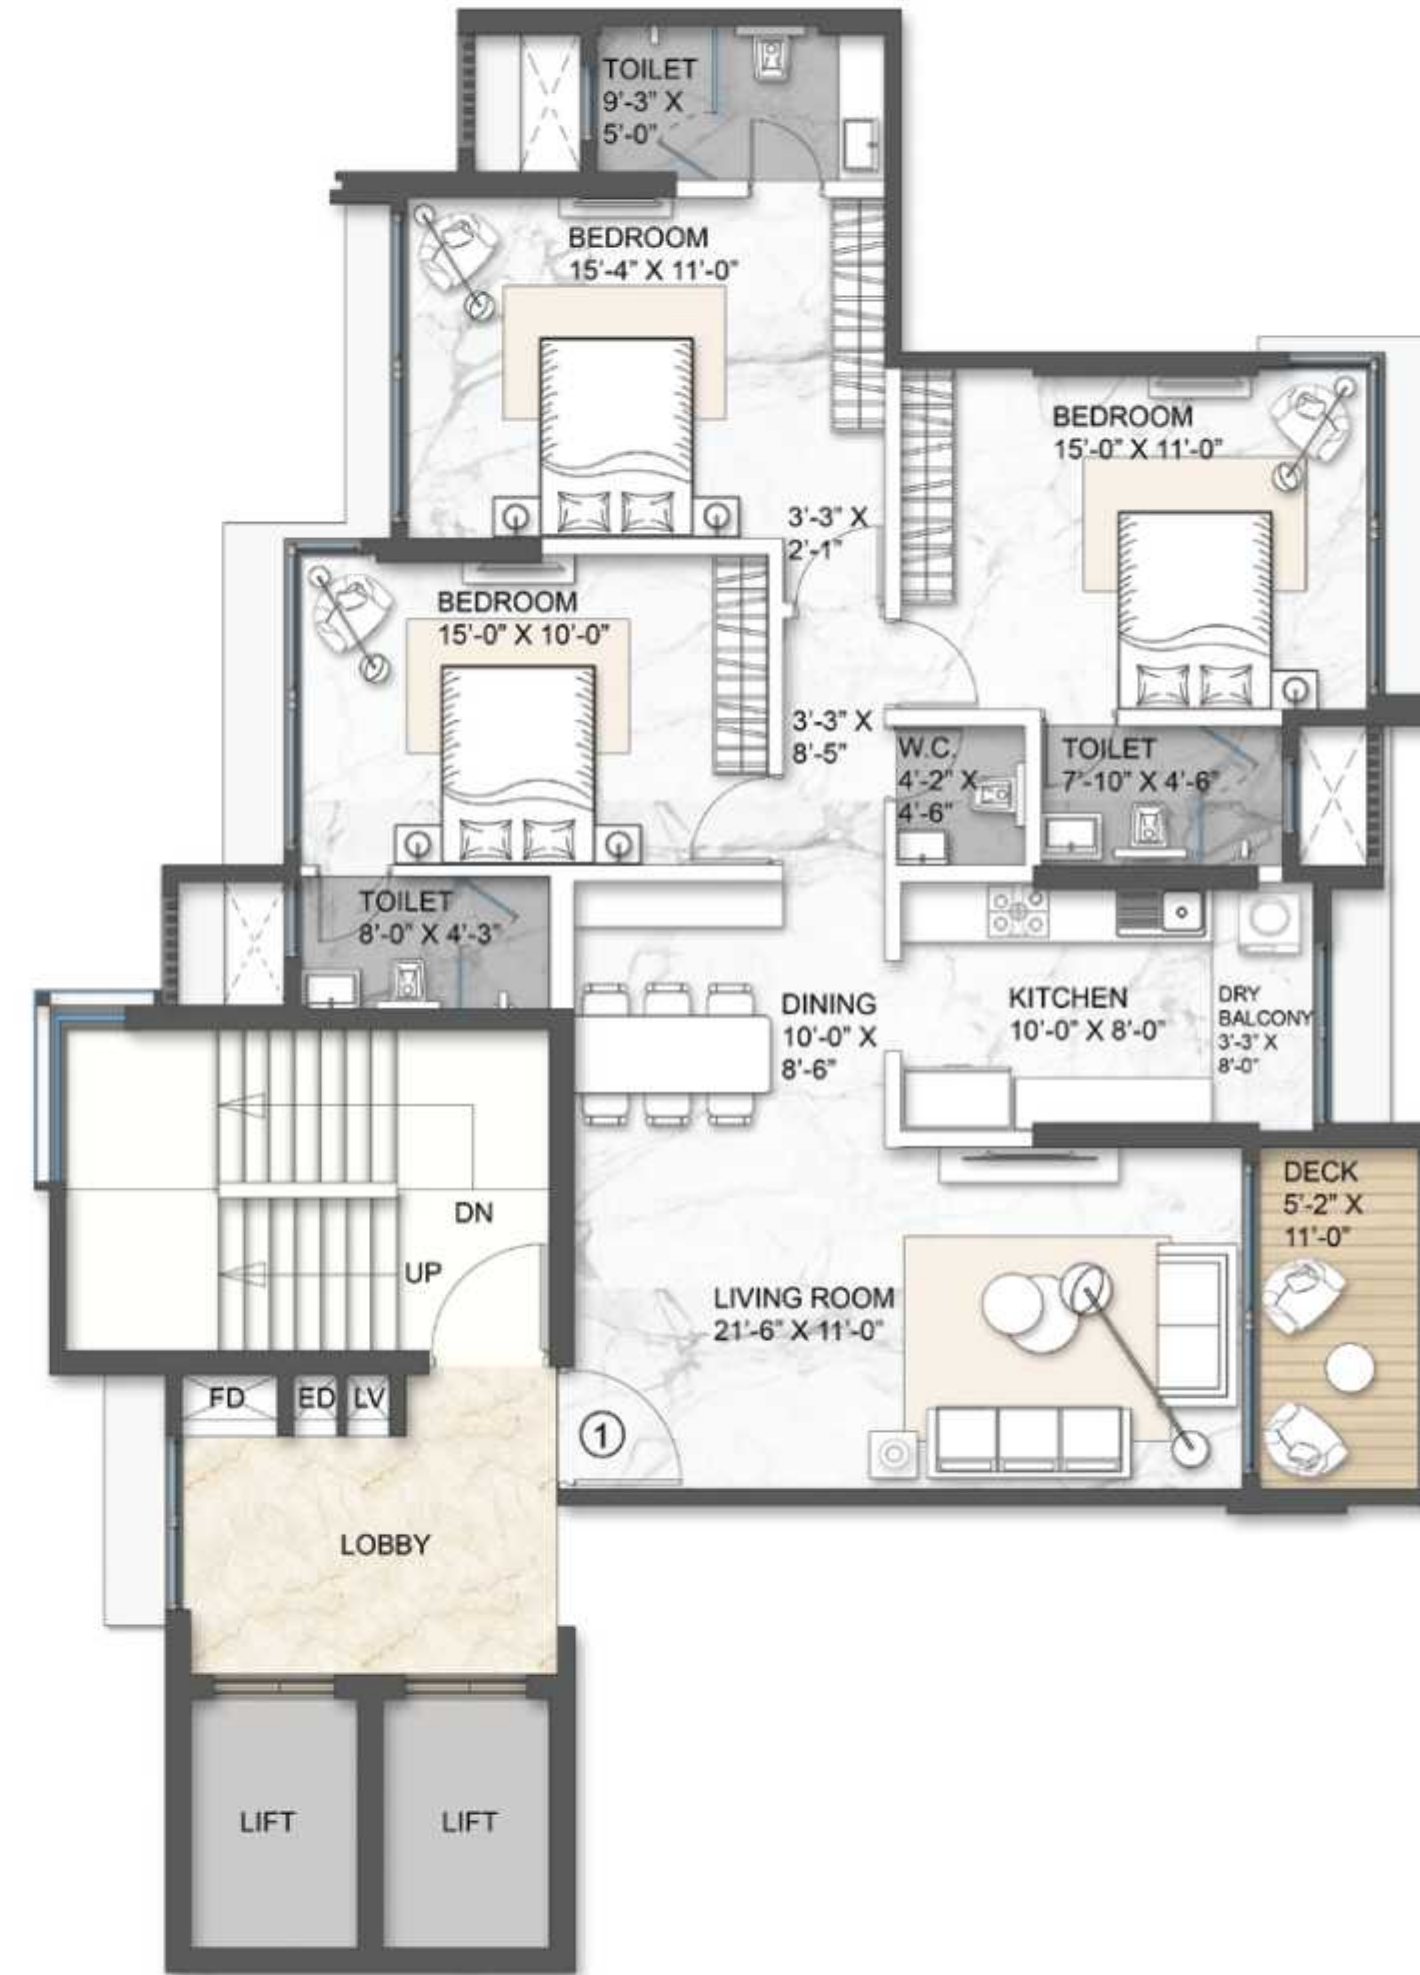 TOILET
9'-3" X
5'-0"
BEDROOM
15'-4" X 11'-0"
BEDROOM
15'-0" X 11'-0"
3'-3" X
2'-1"
BEDROOM
15'-0" X 10'-0"
3'-3" X
8'-5"
W.C.
4'-2" X
4'-6"
TOILET
7'-10" X 4'-6"
TOILET
8'-0" X 4'-3"
DINING
10'-0" X
8'-6"
KITCHEN
10'-0" X 8'-0"
DRY
BALCONY
3'-3" X
8'-0"
DECK
5'-2" X
11'-0"
DN
UP
LIVING ROOM
21'-6" X 11'-0"
FD
ED
LV
1
LOBBY
LIFT
LIFT